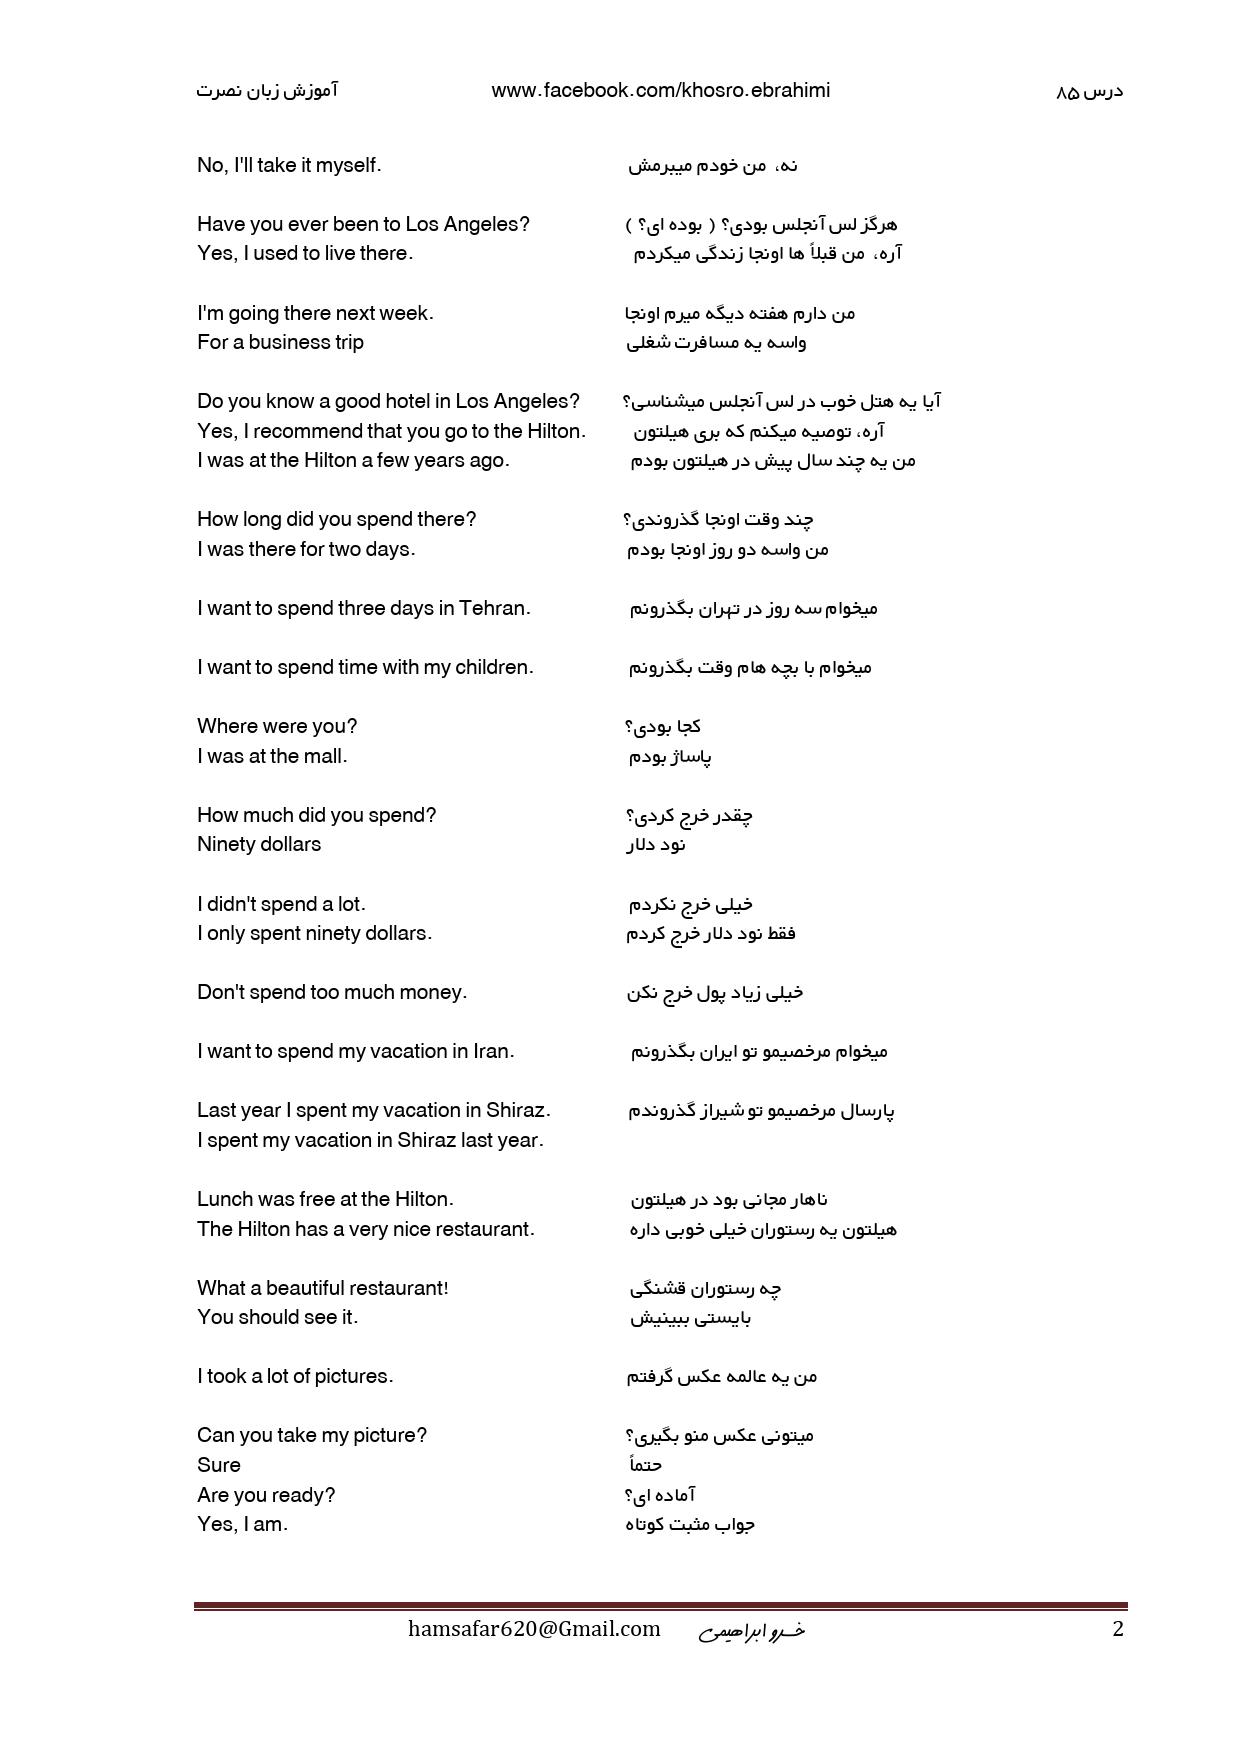 آموزش زبان نصرت www.facebook.com/khosro.ebrahimi درس ۸۵
No, I'll take it myself. نه، من خودم میبرمش
Have you ever been to Los Angeles? هرگز لس آنجلس بودی؟ ( بوده ای؟ )
Yes, I used to live there. آره، من قبلاً ها اونجا زندگی میکردم
I'm going there next week. من دارم هفته دیگه میرم اونجا
For a business trip واسه یه مسافرت شغلی
Do you know a good hotel in Los Angeles? آیا یه هتل خوب در لس آنجلس میشناسی؟
Yes, I recommend that you go to the Hilton. آره، توصیه میکنم که بری هیلتون
I was at the Hilton a few years ago. من یه چند سال پیش در هیلتون بودم
How long did you spend there? چند وقت اونجا گذروندی؟
I was there for two days. من واسه دو روز اونجا بودم
I want to spend three days in Tehran. میخوام سه روز در تهران بگذرونم
I want to spend time with my children. میخوام با بچه هام وقت بگذرونم
Where were you? کجا بودی؟
I was at the mall. پاساژ بودم
How much did you spend? چقدر خرج کردی؟
Ninety dollars نود دلار
I didn't spend a lot. خیلی خرج نکردم
I only spent ninety dollars. فقط نود دلار خرج کردم
Don't spend too much money. خیلی زیاد پول خرج نکن
I want to spend my vacation in Iran. میخوام مرخصیمو تو ایران بگذرونم
Last year I spent my vacation in Shiraz. پارسال مرخصیمو تو شیراز گذروندم
I spent my vacation in Shiraz last year.
Lunch was free at the Hilton. ناهار مجانی بود در هیلتون
The Hilton has a very nice restaurant. هیلتون یه رستوران خیلی خوبی داره
What a beautiful restaurant! چه رستوران قشنگی
You should see it. بایستی ببینیش
I took a lot of pictures. من یه عالمه عکس گرفتم
Can you take my picture? میتونی عکس منو بگیری؟
Sure حتماً
Are you ready? آماده ای؟
Yes, I am. جواب مثبت کوتاه
hamsafar620@Gmail.com خسرو ابراهیمی 2